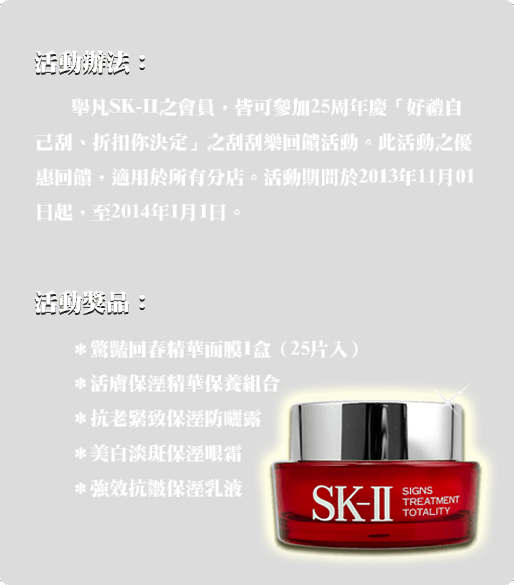 活動辦法：
舉凡SK-II之會員，皆可參加25周年慶「好禮自
己刮、折扣你決定」之刮刮樂回饋活動。此活動之優
惠回饋，適用於所有分店。活動期間於2013年11月01
日起，至2014年1月1日。
活動獎品：
＊驚豔回春精華面膜1盒（25片入）
＊活膚保溼精華保養組合
＊抗老緊致保溼防曬露
＊美白淡斑保溼眼霜
＊強效抗皺保溼乳液
SK-II
SIGNS
TREATMENT
TOTALITY